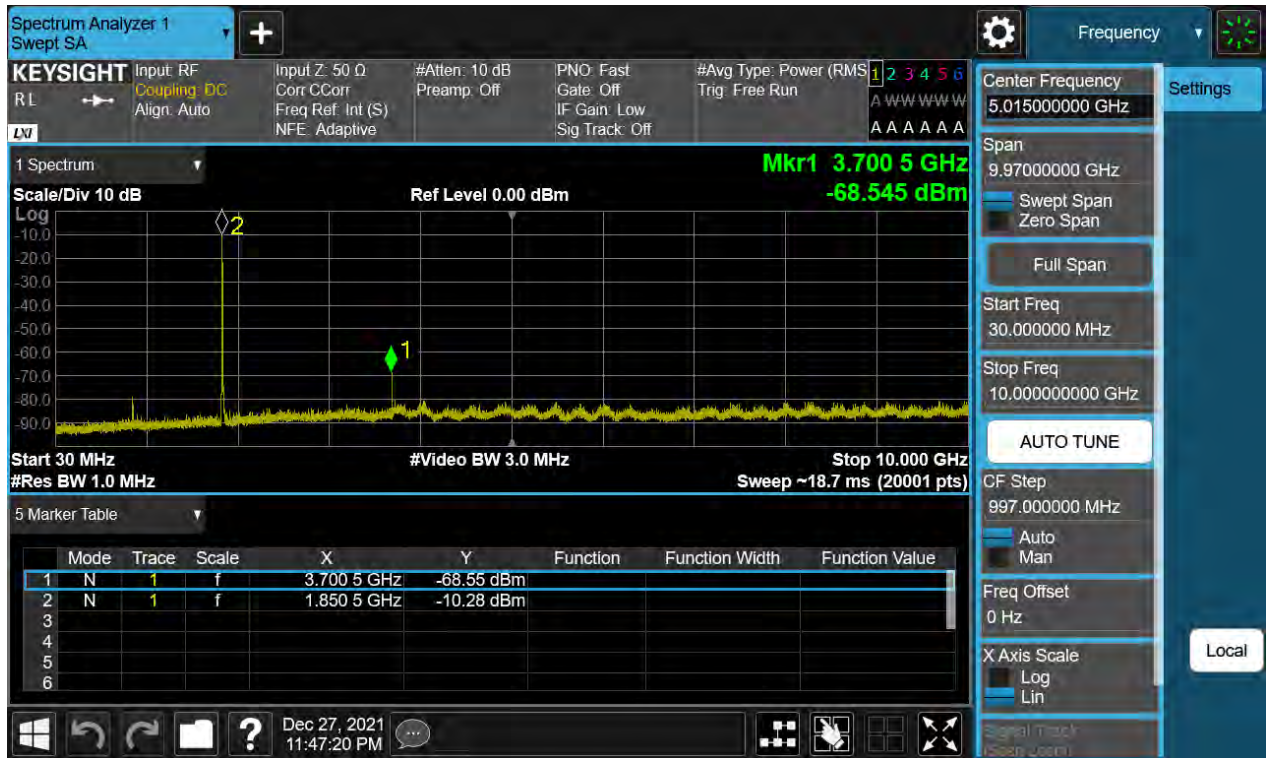 Spectrum Analyzer 1
Swept SA
+
Frequency
KEYSIGHT
RL
LXI
Input: RF
Coupling: DC
Align: Auto
Input Z: 50 Ω
Corr CCorr
Freq Ref: Int (S)
NFE: Adaptive
#Atten: 10 dB
Preamp: Off
PNO: Fast
Gate: Off
IF Gain: Low
Sig Track: Off
#Avg Type: Power (RMS
Trig: Free Run
1 2 3 4 5 6
A W W W W W
A A A A A A
Center Frequency
5.015000000 GHz
Settings
1 Spectrum
Mkr1 3.700 5 GHz
Scale/Div 10 dB
Ref Level 0.00 dBm
-68.545 dBm
Log
-10.0
-20.0
-30.0
-40.0
-50.0
-60.0
-70.0
-80.0
-90.0
2
1
Start 30 MHz
#Video BW 3.0 MHz
Stop 10.000 GHz
#Res BW 1.0 MHz
Sweep ~18.7 ms (20001 pts)
Span
9.97000000 GHz
Swept Span
Zero Span
Full Span
Start Freq
30.000000 MHz
Stop Freq
10.000000000 GHz
AUTO TUNE
CF Step
997.000000 MHz
Auto
Man
Freq Offset
0 Hz
X Axis Scale
Log
Lin
Signal Track
(Span Zoom)
Local
5 Marker Table
Mode Trace Scale X Y Function Function Width Function Value
1 N 1 f 3.700 5 GHz -68.55 dBm
2 N 1 f 1.850 5 GHz -10.28 dBm
3
4
5
6
?
Dec 27, 2021
11:47:20 PM